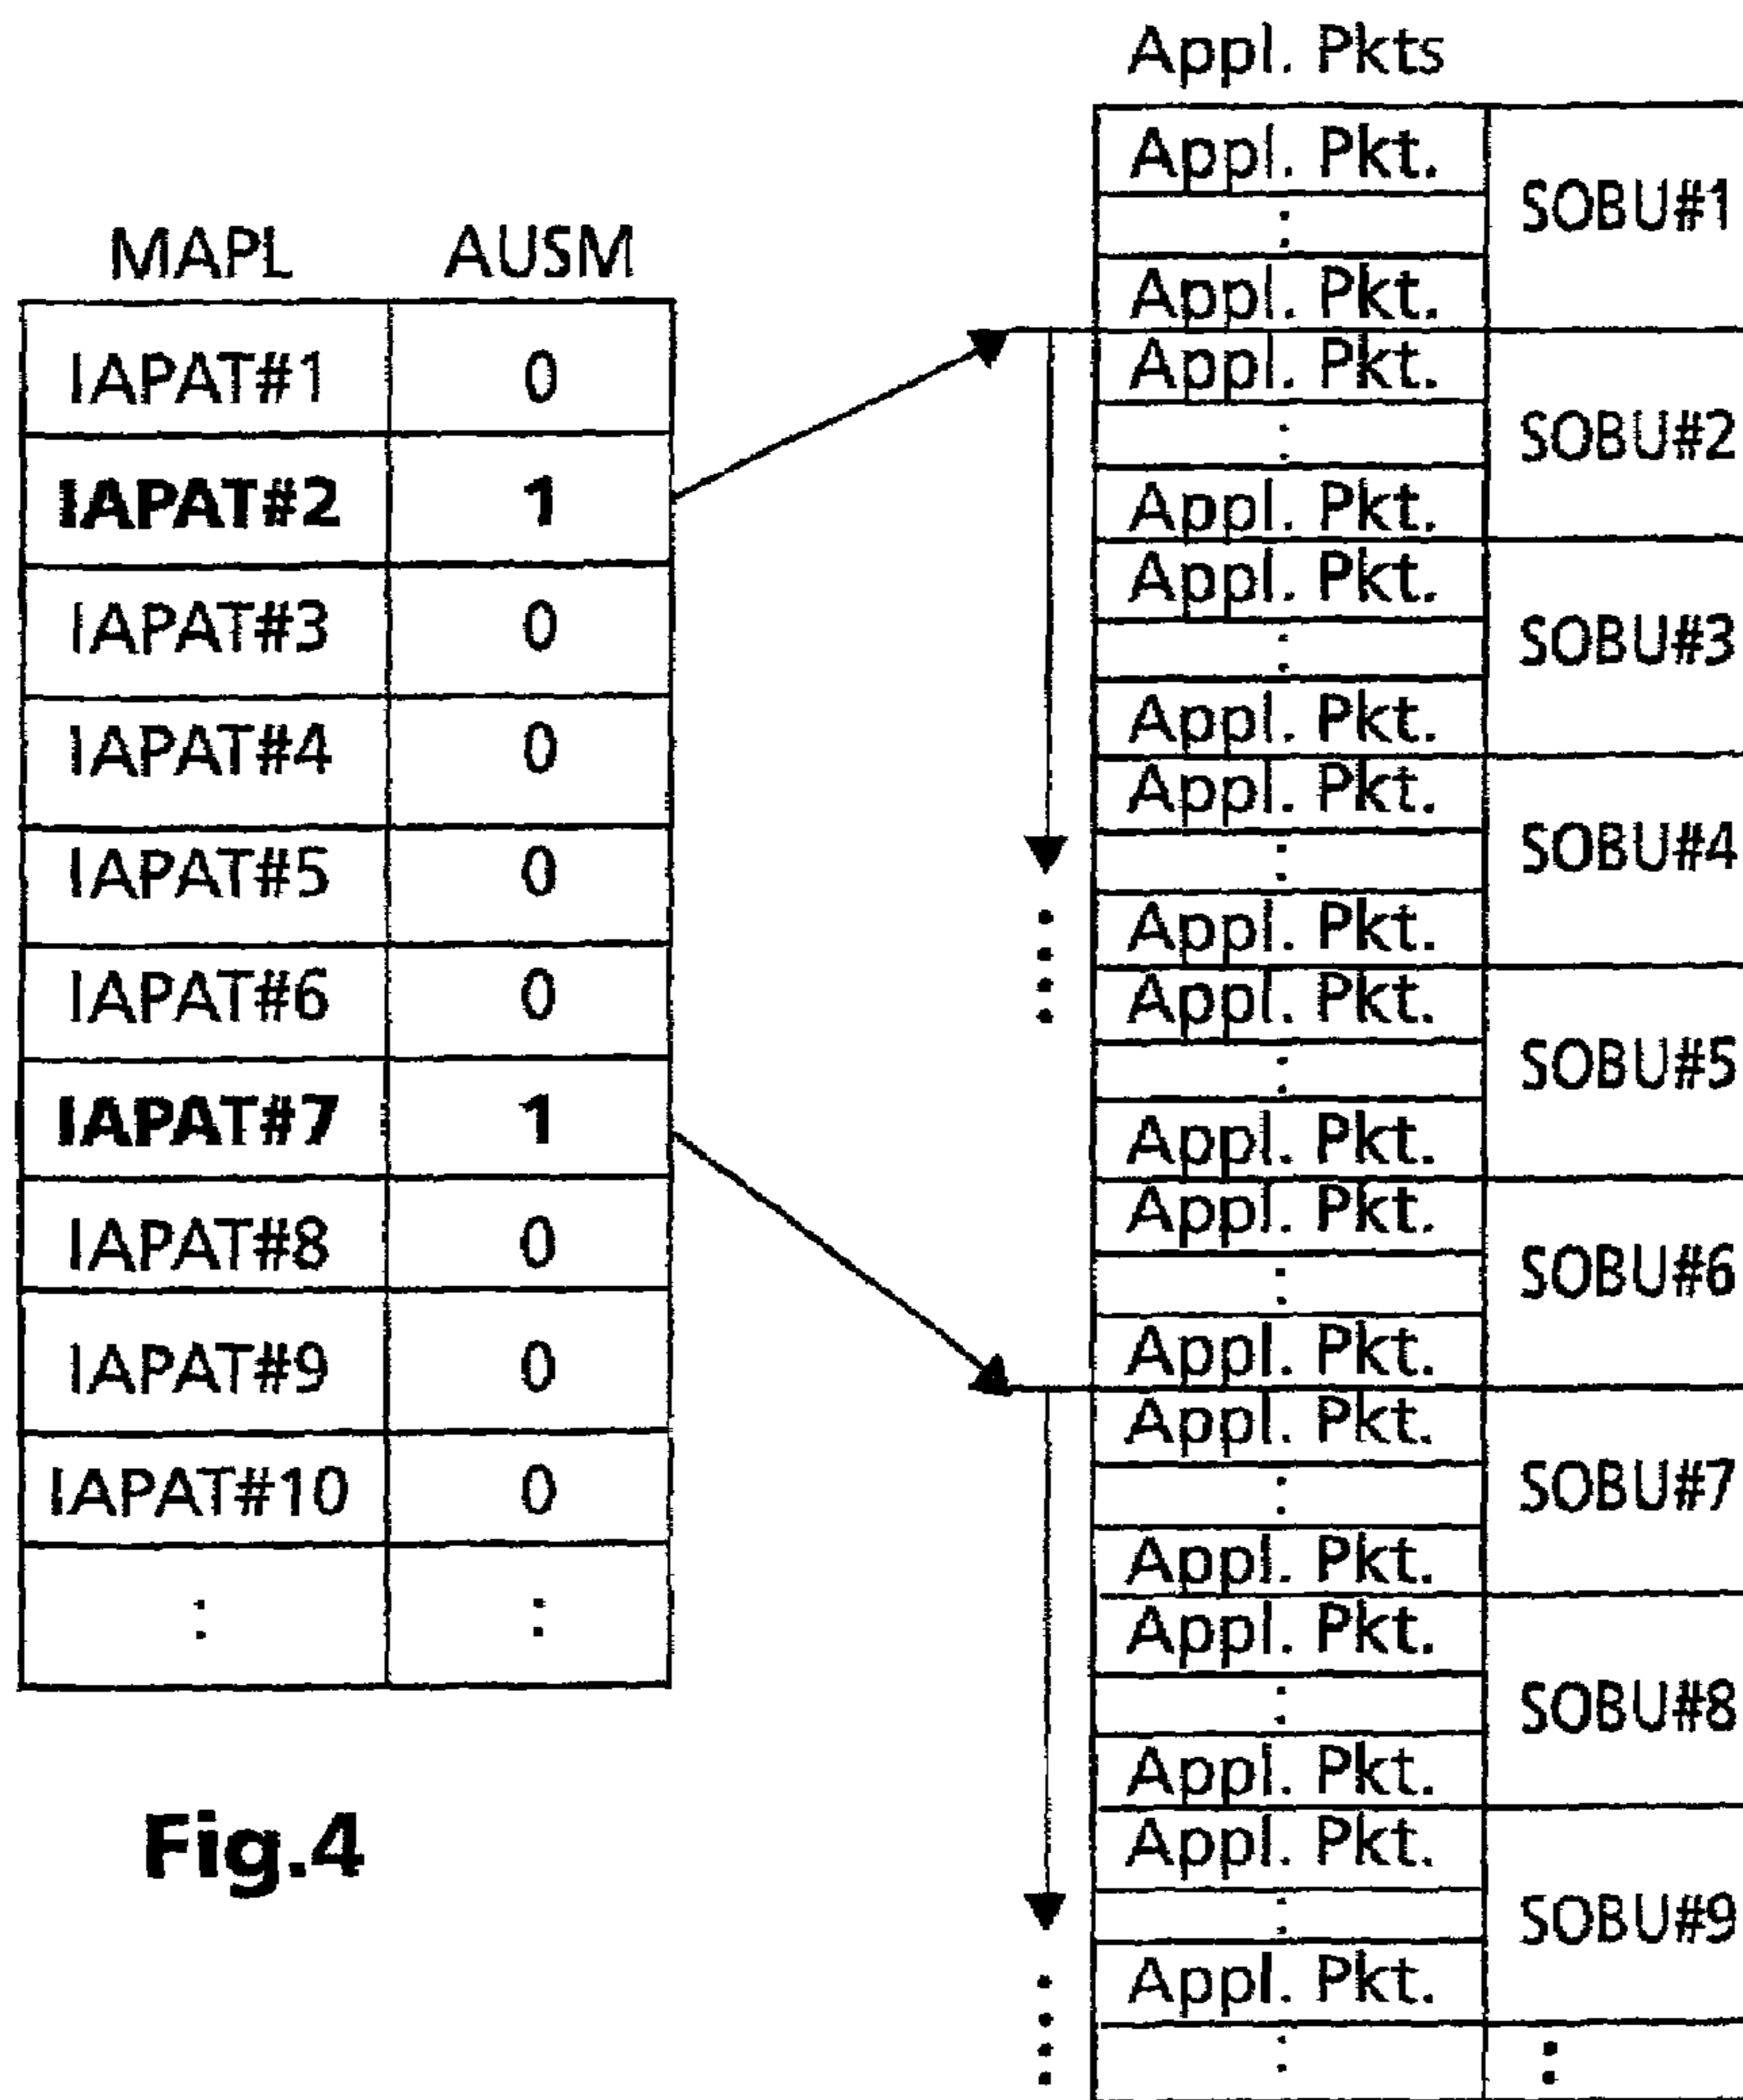 MAPL AUSM
IAPAT#1 0
IAPAT#2 1
IAPAT#3 0
IAPAT#4 0
IAPAT#5 0
IAPAT#6 0
IAPAT#7 1
IAPAT#8 0
IAPAT#9 0
IAPAT#10 0
: :
Fig.4
Appl. Pkts
Appl. Pkt.
:
Appl. Pkt.
SOBU#1
Appl. Pkt.
:
Appl. Pkt.
SOBU#2
Appl. Pkt.
:
Appl. Pkt.
SOBU#3
Appl. Pkt.
:
Appl. Pkt.
SOBU#4
Appl. Pkt.
:
Appl. Pkt.
SOBU#5
Appl. Pkt.
:
Appl. Pkt.
SOBU#6
Appl. Pkt.
:
Appl. Pkt.
SOBU#7
Appl. Pkt.
:
Appl. Pkt.
SOBU#8
Appl. Pkt.
:
Appl. Pkt.
SOBU#9
: :